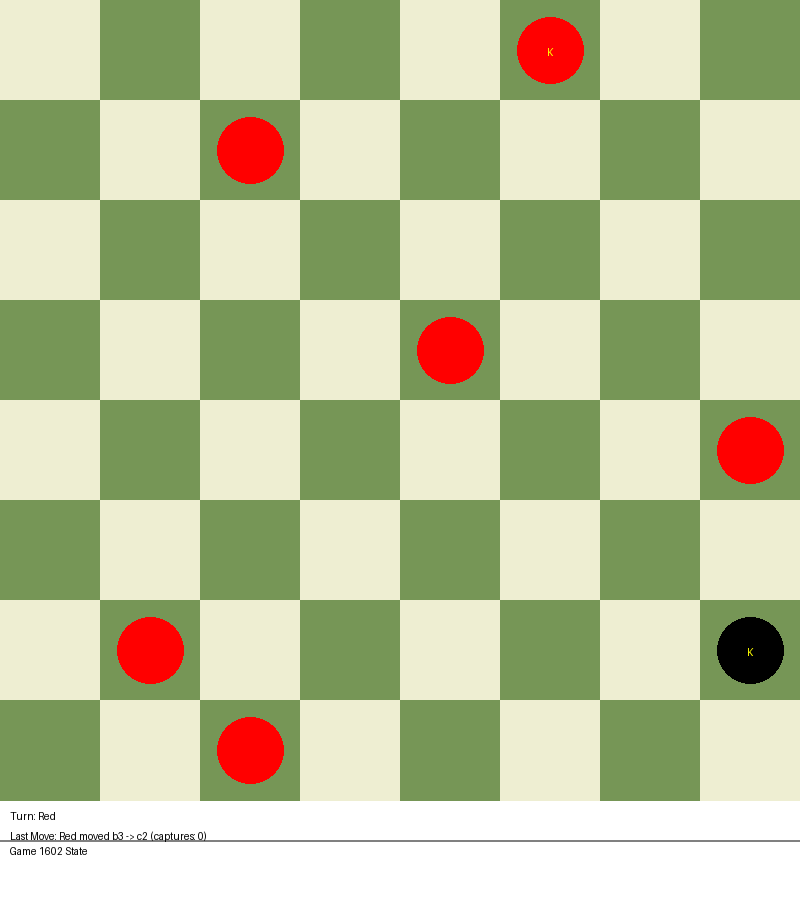 K
K
Turn: Red
Last Move: Red moved b3 -> c2 (captures: 0)
Game 1602 State